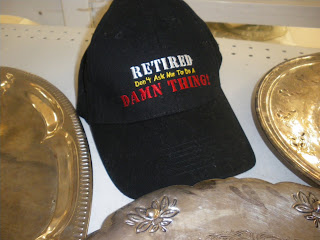 RETIRED
Don't Ask Me To Do A
DAMN THING!